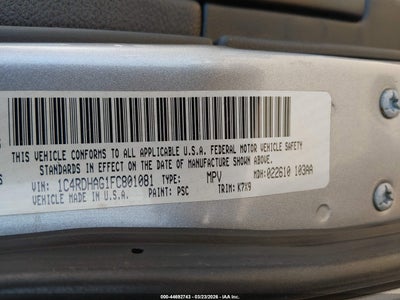 THIS VEHICLE CONFORMS TO ALL APPLICABLE U.S.A. FEDERAL MOTOR VEHICLE SAFETY
STANDARDS IN EFFECT ON THE DATE OF MANUFACTURE SHOWN ABOVE.
VIN: 1C4RDHAG1FC801081 TYPE: MPV MDH: 022610 103AA
VEHICLE MADE IN U.S.A. PAINT: PSC TRIM: K7X9
000-44692743 - 03/23/2026 - IAA Inc.